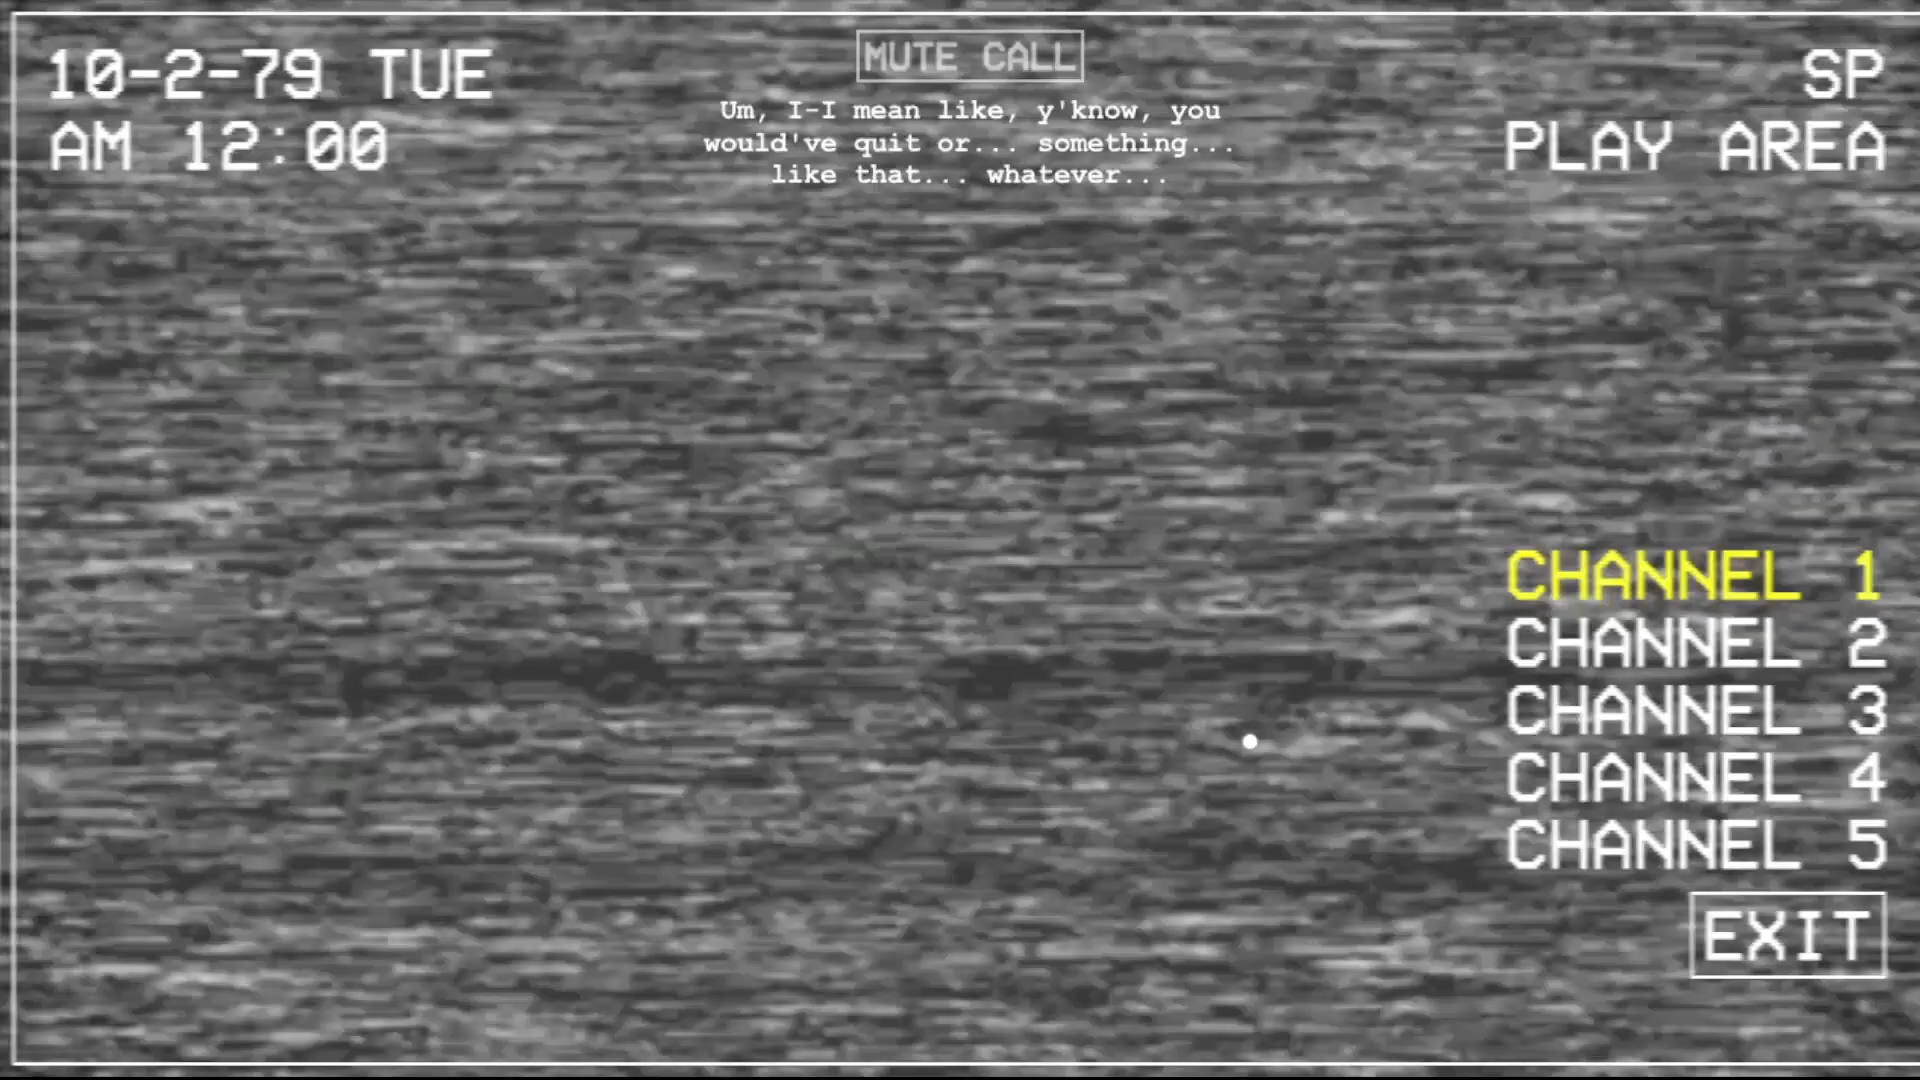 10-2-79 TUE
AM 12:00
MUTE CALL
Um, I-I mean like, y'know, you
would've quit or... something...
like that... whatever...
SP
PLAY AREA
CHANNEL 1
CHANNEL 2
CHANNEL 3
CHANNEL 4
CHANNEL 5
EXIT